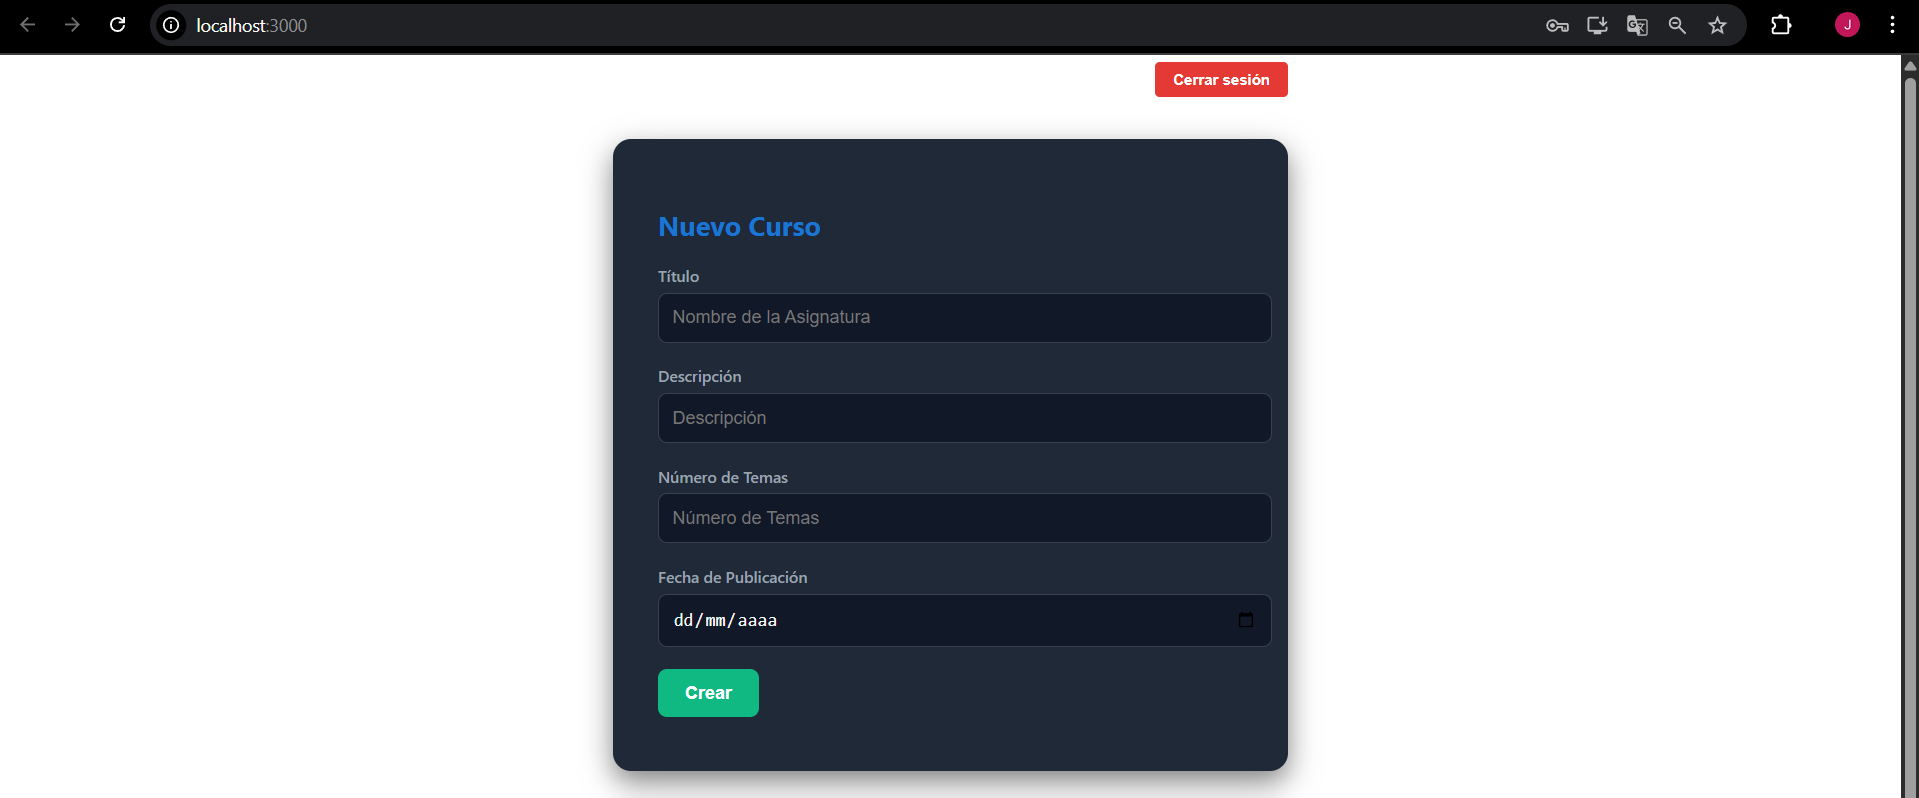 localhost:3000
J
Cerrar sesión
Nuevo Curso
Título
Nombre de la Asignatura
Descripción
Descripción
Número de Temas
Número de Temas
Fecha de Publicación
dd/mm/aaaa
Crear